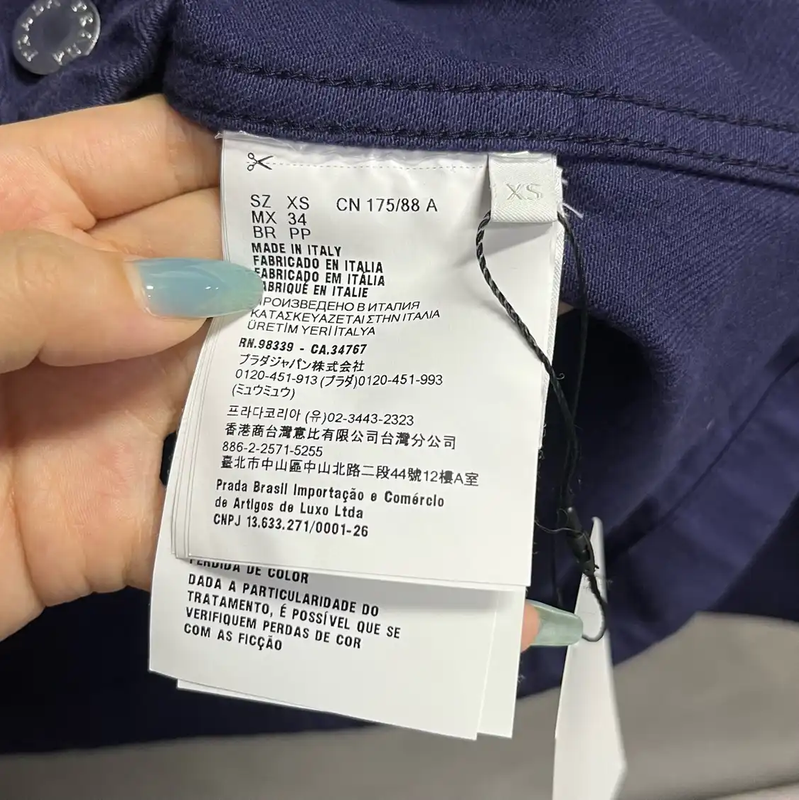 PRADA
XS
SZ XS CN 175/88 A
MX 34
BR PP
MADE IN ITALY
FABRICADO EN ITALIA
FABRICADO EM ITÁLIA
FABRIQUÉ EN ITALIE
ПРОИЗВЕДЕНО В ИТАЛИЯ
ΚΑΤΑΣΚΕΥΑΖΕΤΑΙ ΣΤΗΝ ΙΤΑΛΙΑ
ÜRETİM YERİ İTALYA
RN.98339 - CA.34767
プラダジャパン株式会社
0120-451-913 (プラダ)0120-451-993
(ミュウミュウ)
프라다코리아 (유)02-3443-2323
香港商台灣意比有限公司台灣分公司
886-2-2571-5255
臺北市中山區中山北路二段44號12樓A室
Prada Brasil Importação e Comércio
de Artigos de Luxo Ltda
CNPJ 13.633.271/0001-26
PÉRDIDA DE COLOR
DADA A PARTICULARIDADE DO
TRATAMENTO, É POSSÍVEL QUE SE
VERIFIQUEM PERDAS DE COR
COM AS FICÇÃO